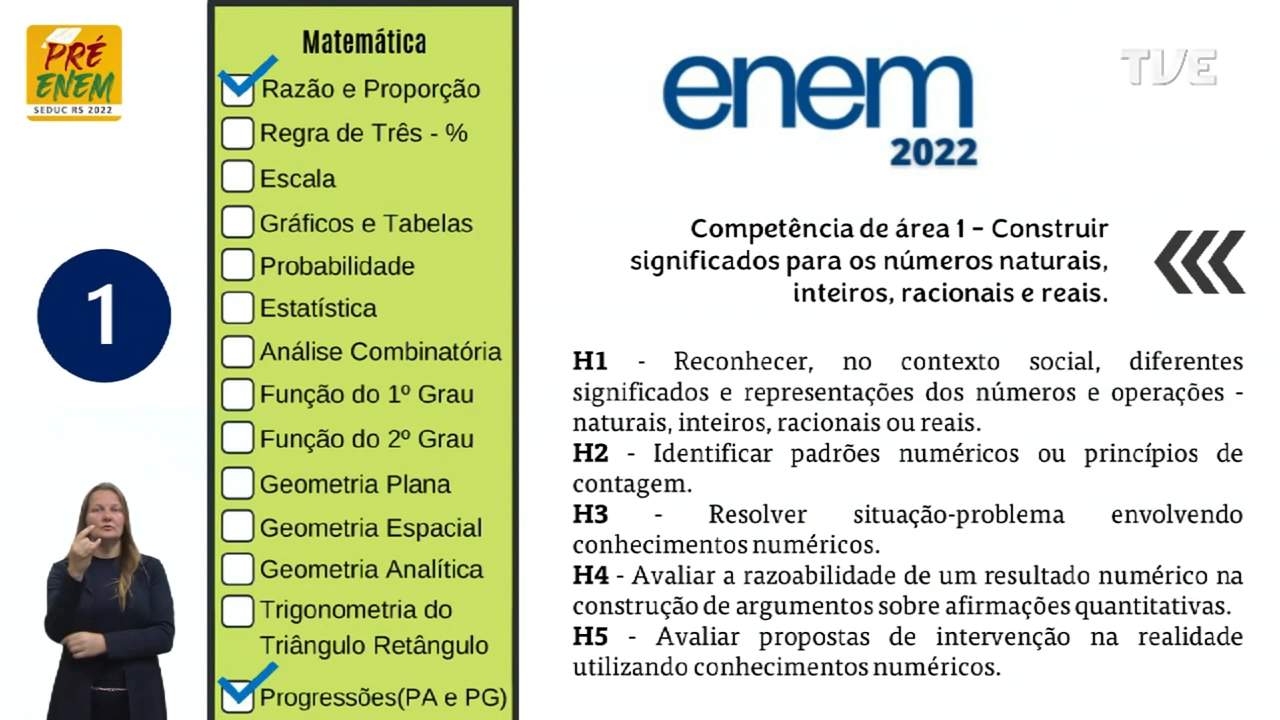 PRÉ
ENEM
SEDUC RS 2022
1
Matemática
Razão e Proporção
Regra de Três - %
Escala
Gráficos e Tabelas
Probabilidade
Estatística
Análise Combinatória
Função do 1º Grau
Função do 2º Grau
Geometria Plana
Geometria Espacial
Geometria Analítica
Trigonometria do
Triângulo Retângulo
Progressões(PA e PG)
enem
2022
TVE
Competência de área 1 - Construir
significados para os números naturais,
inteiros, racionais e reais.
H1 - Reconhecer, no contexto social, diferentes
significados e representações dos números e operações -
naturais, inteiros, racionais ou reais.
H2 - Identificar padrões numéricos ou princípios de
contagem.
H3 - Resolver situação-problema envolvendo
conhecimentos numéricos.
H4 - Avaliar a razoabilidade de um resultado numérico na
construção de argumentos sobre afirmações quantitativas.
H5 - Avaliar propostas de intervenção na realidade
utilizando conhecimentos numéricos.